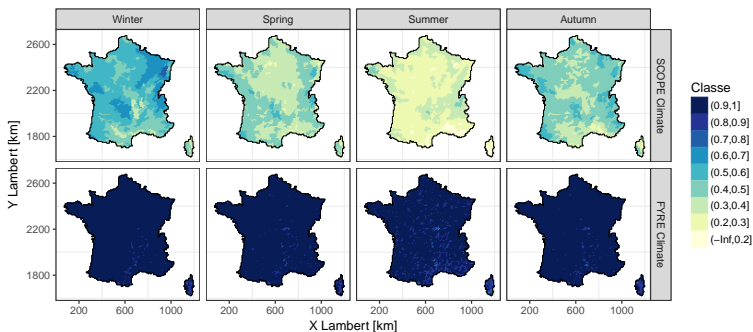 Winter
Spring
Summer
Autumn
2600
2200
1800
SCOPE Climate
2600
2200
1800
FYRE Climate
Y Lambert [km]
200 600 1000
200 600 1000
200 600 1000
200 600 1000
X Lambert [km]
Classe
(0.9,1]
(0.8,0.9]
(0.7,0.8]
(0.6,0.7]
(0.5,0.6]
(0.4,0.5]
(0.3,0.4]
(0.2,0.3]
(−Inf,0.2]